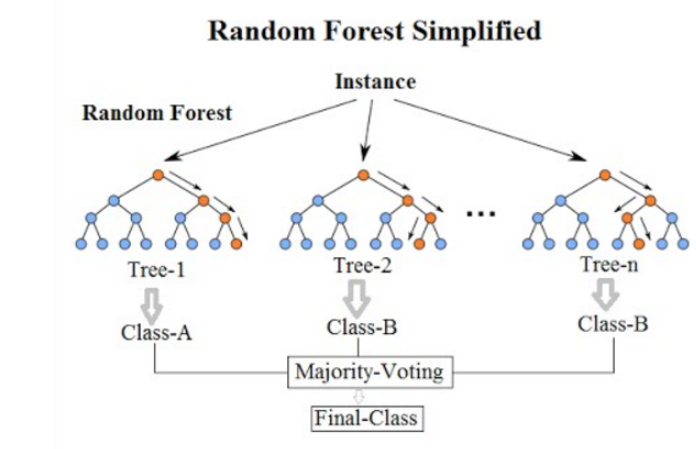 Random Forest Simplified
Instance
Random Forest
...
Tree-1
Tree-2
Tree-n
Class-A
Class-B
Class-B
Majority-Voting
Final-Class